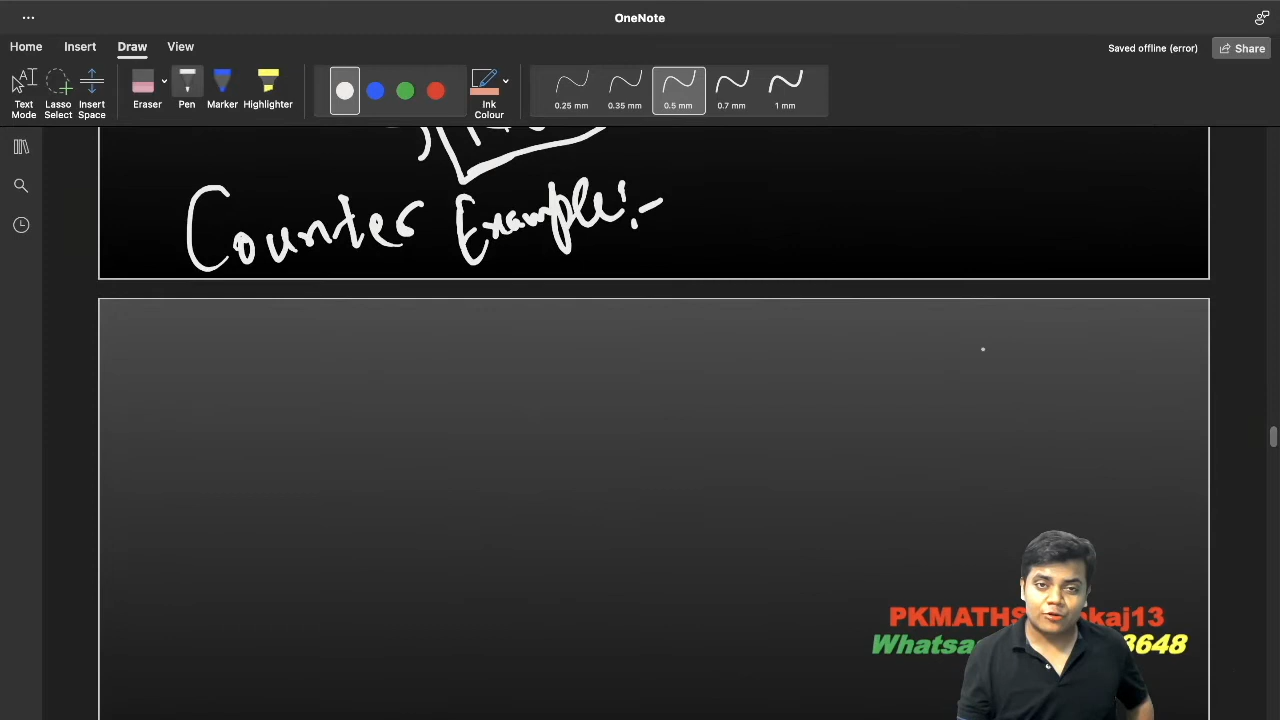 OneNote
Home Insert Draw View
Saved offline (error) Share
Text Mode
Lasso Select
Insert Space
Eraser
Pen
Marker
Highlighter
Ink Colour
0.25 mm
0.35 mm
0.5 mm
0.7 mm
1 mm
Counter Example:-
PKMATHS kaj13
Whatsa 3648